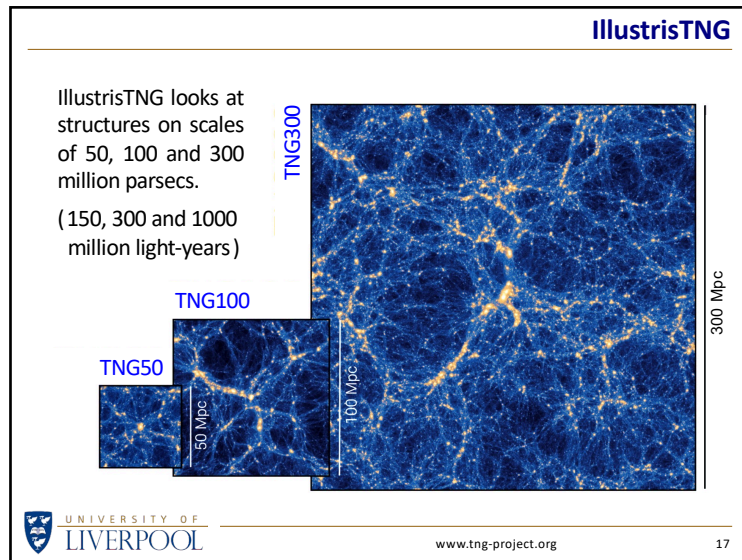 IllustrisTNG
IllustrisTNG looks at
structures on scales
of 50, 100 and 300
million parsecs.
(150, 300 and 1000
million light-years)
TNG300
TNG100
TNG50
50 Mpc
100 Mpc
300 Mpc
UNIVERSITY OF
LIVERPOOL
www.tng-project.org
17